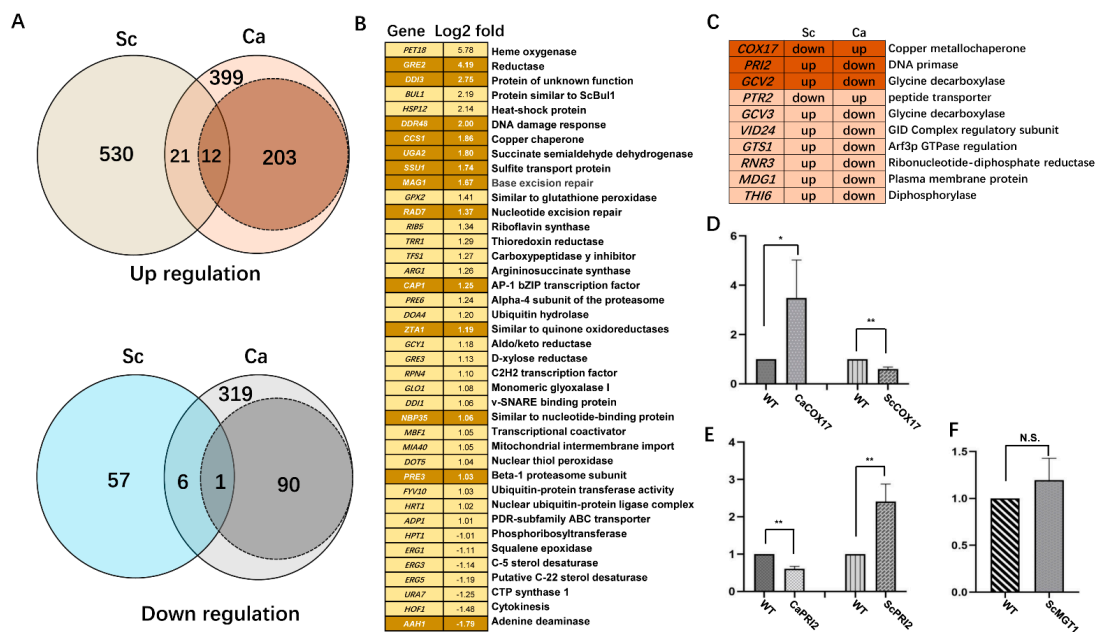 A
Sc Ca
399
530 21 12 203
Up regulation
Sc Ca
319
57 6 1 90
Down regulation
B
Gene Log2 fold
PET18 5.78 Heme oxygenase
GRE2 4.19 Reductase
DDI3 2.75 Protein of unknown function
BUL1 2.19 Protein similar to ScBul1
HSP12 2.14 Heat-shock protein
DDR48 2.00 DNA damage response
CCS1 1.86 Copper chaperone
UGA2 1.80 Succinate semialdehyde dehydrogenase
SSU1 1.74 Sulfite transport protein
MAG1 1.67 Base excision repair
GPX2 1.41 Similar to glutathione peroxidase
RAD7 1.37 Nucleotide excision repair
RIB5 1.34 Riboflavin synthase
TRR1 1.29 Thioredoxin reductase
TFS1 1.27 Carboxypeptidase y inhibitor
ARG1 1.26 Argininosuccinate synthase
CAP1 1.25 AP-1 bZIP transcription factor
PRE6 1.24 Alpha-4 subunit of the proteasome
DOA4 1.20 Ubiquitin hydrolase
ZTA1 1.19 Similar to quinone oxidoreductases
GCY1 1.18 Aldo/keto reductase
GRE3 1.13 D-xylose reductase
RPN4 1.10 C2H2 transcription factor
GLO1 1.08 Monomeric glyoxalase I
DDI1 1.06 v-SNARE binding protein
NBP35 1.06 Similar to nucleotide-binding protein
MBF1 1.05 Transcriptional coactivator
MIA40 1.05 Mitochondrial intermembrane import
DOT5 1.04 Nuclear thiol peroxidase
PRE3 1.03 Beta-1 proteasome subunit
FYV10 1.03 Ubiquitin-protein transferase activity
HRT1 1.02 Nuclear ubiquitin-protein ligase complex
ADP1 1.01 PDR-subfamily ABC transporter
HPT1 -1.01 Phosphoribosyltransferase
ERG1 -1.11 Squalene epoxidase
ERG3 -1.14 C-5 sterol desaturase
ERG5 -1.19 Putative C-22 sterol desaturase
URA7 -1.25 CTP synthase 1
HOF1 -1.48 Cytokinesis
AAH1 -1.79 Adenine deaminase
C
Sc Ca
COX17 down up Copper metallochaperone
PRI2 up down DNA primase
GCV2 up down Glycine decarboxylase
PTR2 down up peptide transporter
GCV3 up down Glycine decarboxylase
VID24 up down GID Complex regulatory subunit
GTS1 up down Arf3p GTPase regulation
RNR3 up down Ribonucleotide-diphosphate reductase
MDG1 up down Plasma membrane protein
THI6 up down Diphosphorylase
D
6
4
2
0
*
**
WT CaCOX17 WT ScCOX17
E
4
3
2
1
0
**
**
WT CaPRI2 WT ScPRI2
F
1.5
1.0
0.5
0.0
N.S.
WT ScMGT1